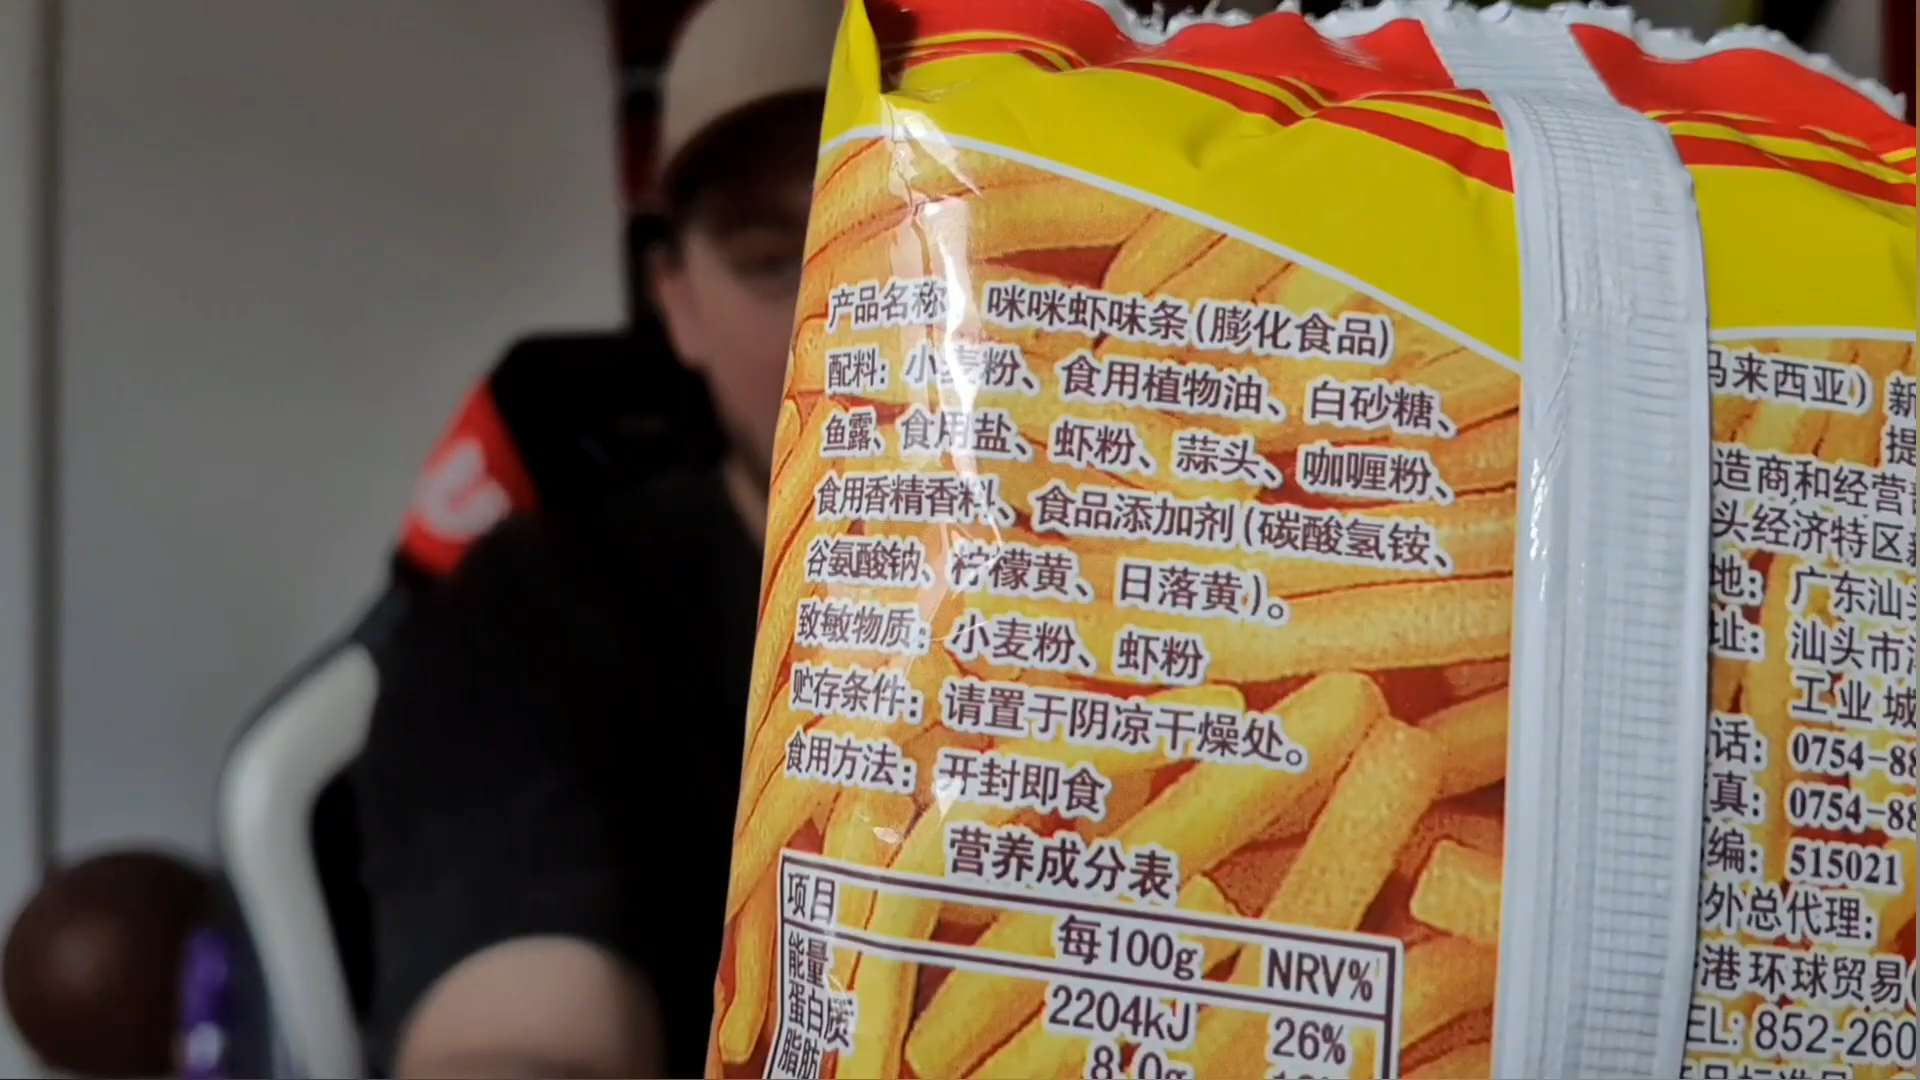 产品名称 咪咪虾味条(膨化食品)
配料: 小麦粉、食用植物油、白砂糖、
鱼露、食用盐、虾粉、蒜头、咖喱粉、
食用香精香料、食品添加剂(碳酸氢铵、
谷氨酸钠、柠檬黄、日落黄)。
致敏物质: 小麦粉、虾粉
贮存条件: 请置于阴凉干燥处。
食用方法: 开封即食
营养成分表
项目 每100g NRV%
能量 2204kJ 26%
蛋白质 8.0g
脂肪
马来西亚) 新
提
造商和经营
头经济特区
地: 广东汕
址: 汕头市
工业城
话: 0754-88
真: 0754-88
编: 515021
外总代理:
港环球贸易(
EL: 852-260